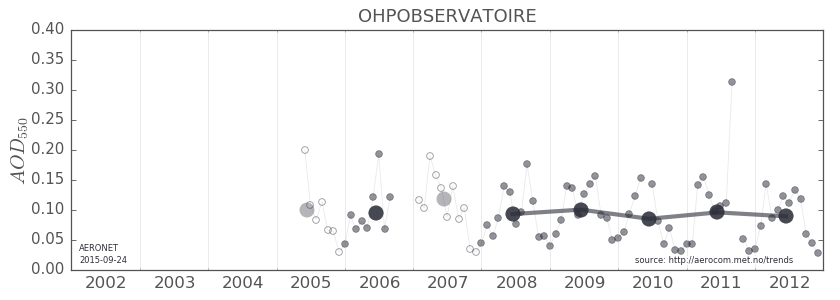 OHPOBSERVATOIRE
0.40
0.35
0.30
0.25
0.20
0.15
0.10
0.05
0.00
AOD550
AERONET
2015-09-24
source: http://aerocom.met.no/trends
2002 2003 2004 2005 2006 2007 2008 2009 2010 2011 2012